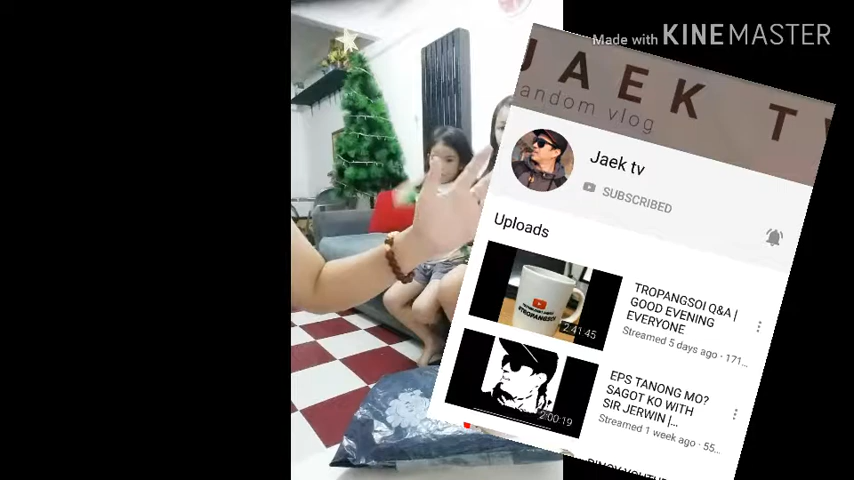 Made with KINEMASTER
JAEK TV
andom vlog
Jaek tv
SUBSCRIBED
Uploads
TROPANGSOI Q&A |
GOOD EVENING
EVERYONE
Streamed 5 days ago · 171...
#TROPANGSOI
2:41:45
EPS TANONG MO?
SAGOT KO WITH
SIR JERWIN |...
Streamed 1 week ago · 55...
2:00:19